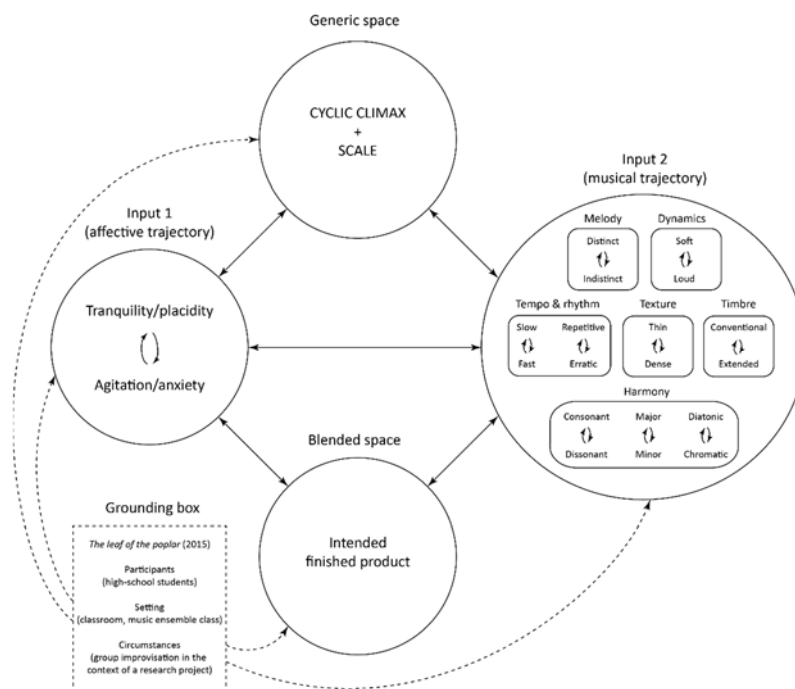 Generic space
CYCLIC CLIMAX
+
SCALE
Input 1
(affective trajectory)
Tranquility/placidity
Agitation/anxiety
Input 2
(musical trajectory)
Melody
Distinct
Indistinct
Dynamics
Soft
Loud
Tempo & rhythm
Slow
Fast
Repetitive
Erratic
Texture
Thin
Dense
Timbre
Conventional
Extended
Harmony
Consonant
Dissonant
Major
Minor
Diatonic
Chromatic
Blended space
Intended
finished product
Grounding box
The leaf of the poplar (2015)
Participants
(high-school students)
Setting
(classroom, music ensemble class)
Circumstances
(group improvisation in the
context of a research project)